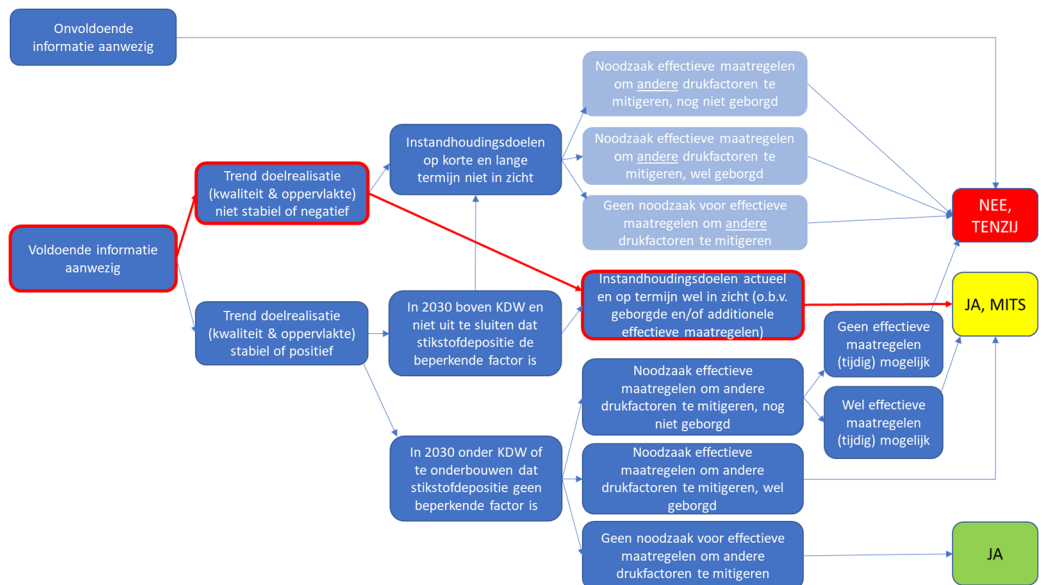 Onvoldoende
informatie aanwezig
Noodzaak effectieve maatregelen
om andere drukfactoren te
mitigeren, nog niet geborgd
Instandhoudingsdoelen
op korte en lange
termijn niet in zicht
Noodzaak effectieve maatregelen
om andere drukfactoren te
mitigeren, wel geborgd
Trend doelrealisatie
(kwaliteit & oppervlakte)
niet stabiel of negatief
Geen noodzaak voor effectieve
maatregelen om andere
drukfactoren te mitigeren
NEE,
TENZIJ
Voldoende informatie
aanwezig
Instandhoudingsdoelen actueel
en op termijn wel in zicht (o.b.v.
geborgde en/of additionele
effectieve maatregelen)
JA, MITS
Trend doelrealisatie
(kwaliteit & oppervlakte)
stabiel of positief
In 2030 boven KDW en
niet uit te sluiten dat
stikstofdepositie de
beperkende factor is
Geen effectieve
maatregelen
(tijdig) mogelijk
Noodzaak effectieve
maatregelen om andere
drukfactoren te mitigeren, nog
niet geborgd
Wel effectieve
maatregelen
(tijdig) mogelijk
In 2030 onder KDW of
te onderbouwen dat
stikstofdepositie geen
beperkende factor is
Noodzaak effectieve
maatregelen om andere
drukfactoren te mitigeren, wel
geborgd
Geen noodzaak voor effectieve
maatregelen om andere
drukfactoren te mitigeren
JA